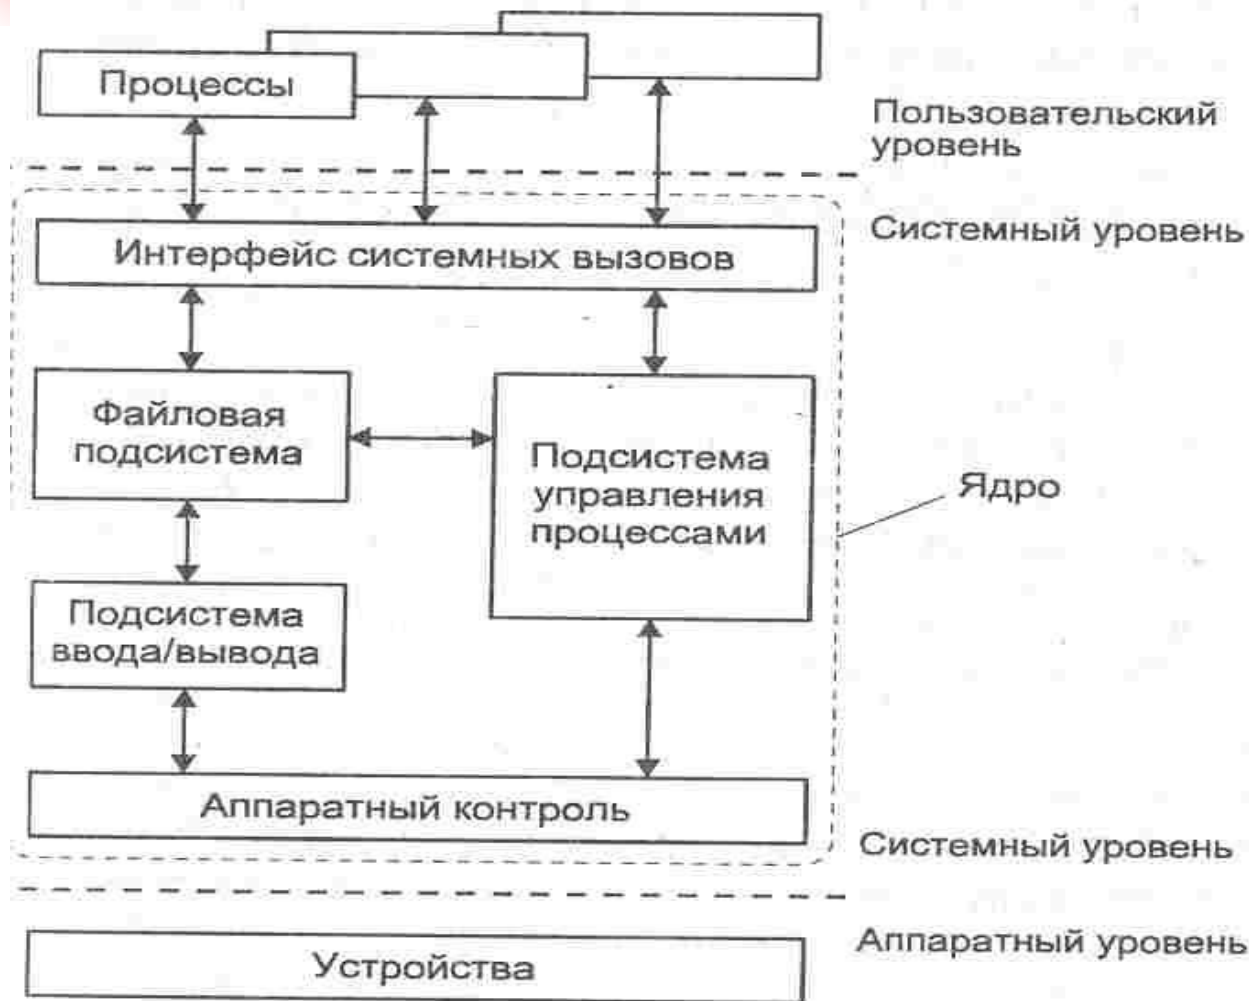 Процессы
Пользовательский
уровень
Системный уровень
Интерфейс системных вызовов
Файловая
подсистема
Подсистема
управления
процессами
Ядро
Подсистема
ввода/вывода
Аппаратный контроль
Системный уровень
Аппаратный уровень
Устройства